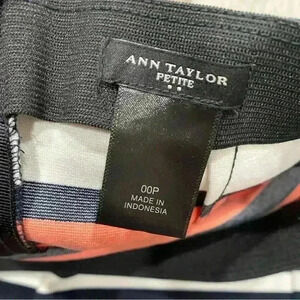 ANN TAYLOR
PETITE
00P
MADE IN
INDONESIA